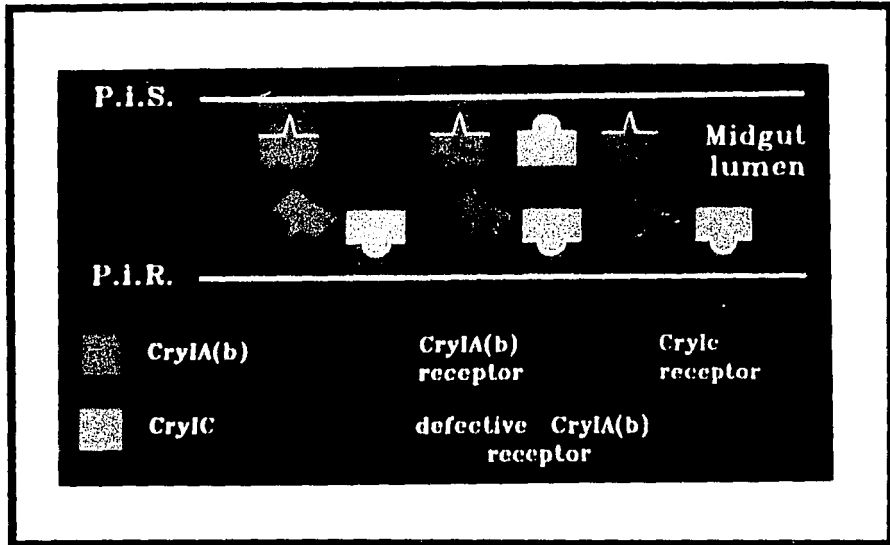 P.i.S.
Midgut
lumen
P.i.R.
CryIA(b)
CryIA(b)
receptor
CryIc
receptor
CryIC
defective CryIA(b)
receptor